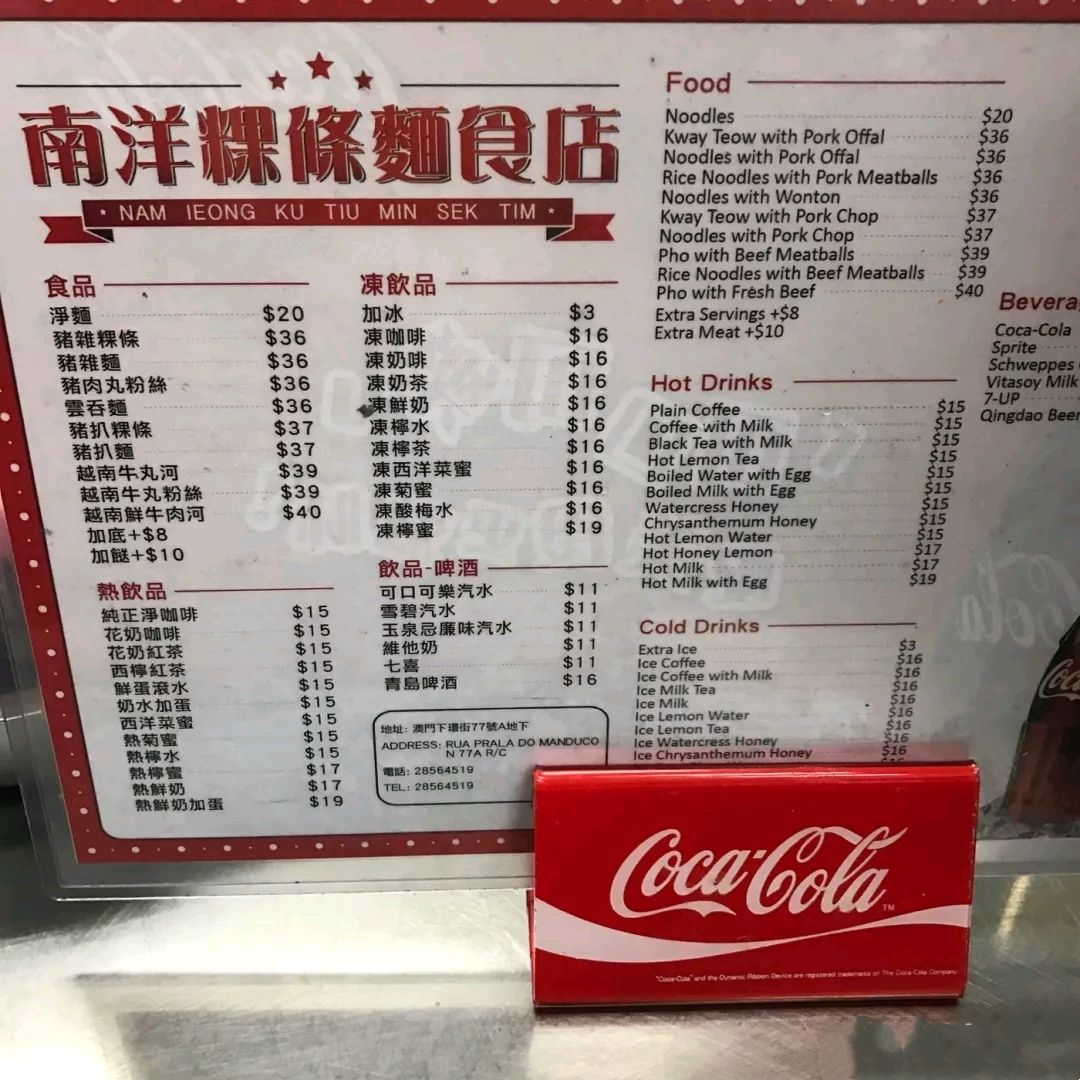 南洋粿條麵食店
NAM IEONG KU TIU MIN SEK TIM
食品
淨麵 $20
豬雜粿條 $36
豬雜麵 $36
豬肉丸粉絲 $36
雲吞麵 $36
豬扒粿條 $37
豬扒麵 $37
越南牛丸河 $39
越南牛丸粉絲 $39
越南鮮牛肉河 $40
加底+$8
加餸+$10
熱飲品
純正淨咖啡 $15
花奶咖啡 $15
花奶紅茶 $15
西檸紅茶 $15
鮮蛋滾水 $15
奶水加蛋 $15
西洋菜蜜 $15
熱菊蜜 $15
熱檸水 $15
熱檸蜜 $17
熱鮮奶 $17
熱鮮奶加蛋 $19
凍飲品
加冰 $3
凍咖啡 $16
凍奶啡 $16
凍奶茶 $16
凍鮮奶 $16
凍檸水 $16
凍檸茶 $16
凍西洋菜蜜 $16
凍菊蜜 $16
凍酸梅水 $16
凍檸蜜 $19
飲品-啤酒
可口可樂汽水 $11
雪碧汽水 $11
玉泉忌廉味汽水 $11
維他奶 $11
七喜 $11
青島啤酒 $16
地址: 澳門下環街77號A地下
ADDRESS: RUA PRALA DO MANDUCO
N 77A R/C
電話: 28564519
TEL: 28564519
Food
Noodles $20
Kway Teow with Pork Offal $36
Noodles with Pork Offal $36
Rice Noodles with Pork Meatballs $36
Noodles with Wonton $36
Kway Teow with Pork Chop $37
Noodles with Pork Chop $37
Pho with Beef Meatballs $39
Rice Noodles with Beef Meatballs $39
Pho with Fresh Beef $40
Extra Servings +$8
Extra Meat +$10
Hot Drinks
Plain Coffee $15
Coffee with Milk $15
Black Tea with Milk $15
Hot Lemon Tea $15
Boiled Water with Egg $15
Boiled Milk with Egg $15
Watercress Honey $15
Chrysanthemum Honey $15
Hot Lemon Water $15
Hot Honey Lemon $17
Hot Milk $17
Hot Milk with Egg $19
Cold Drinks
Extra Ice $3
Ice Coffee $16
Ice Coffee with Milk $16
Ice Milk Tea $16
Ice Milk $16
Ice Lemon Water $16
Ice Lemon Tea $16
Ice Watercress Honey $16
Ice Chrysanthemum Honey $16
Bevera
Coca-Cola
Sprite
Schweppes
Vitasoy Milk
7-UP
Qingdao Beer
Coca-Cola
TM
"Coca-Cola" and the Dynamic Ribbon Device are registered trademarks of The Coca-Cola Company